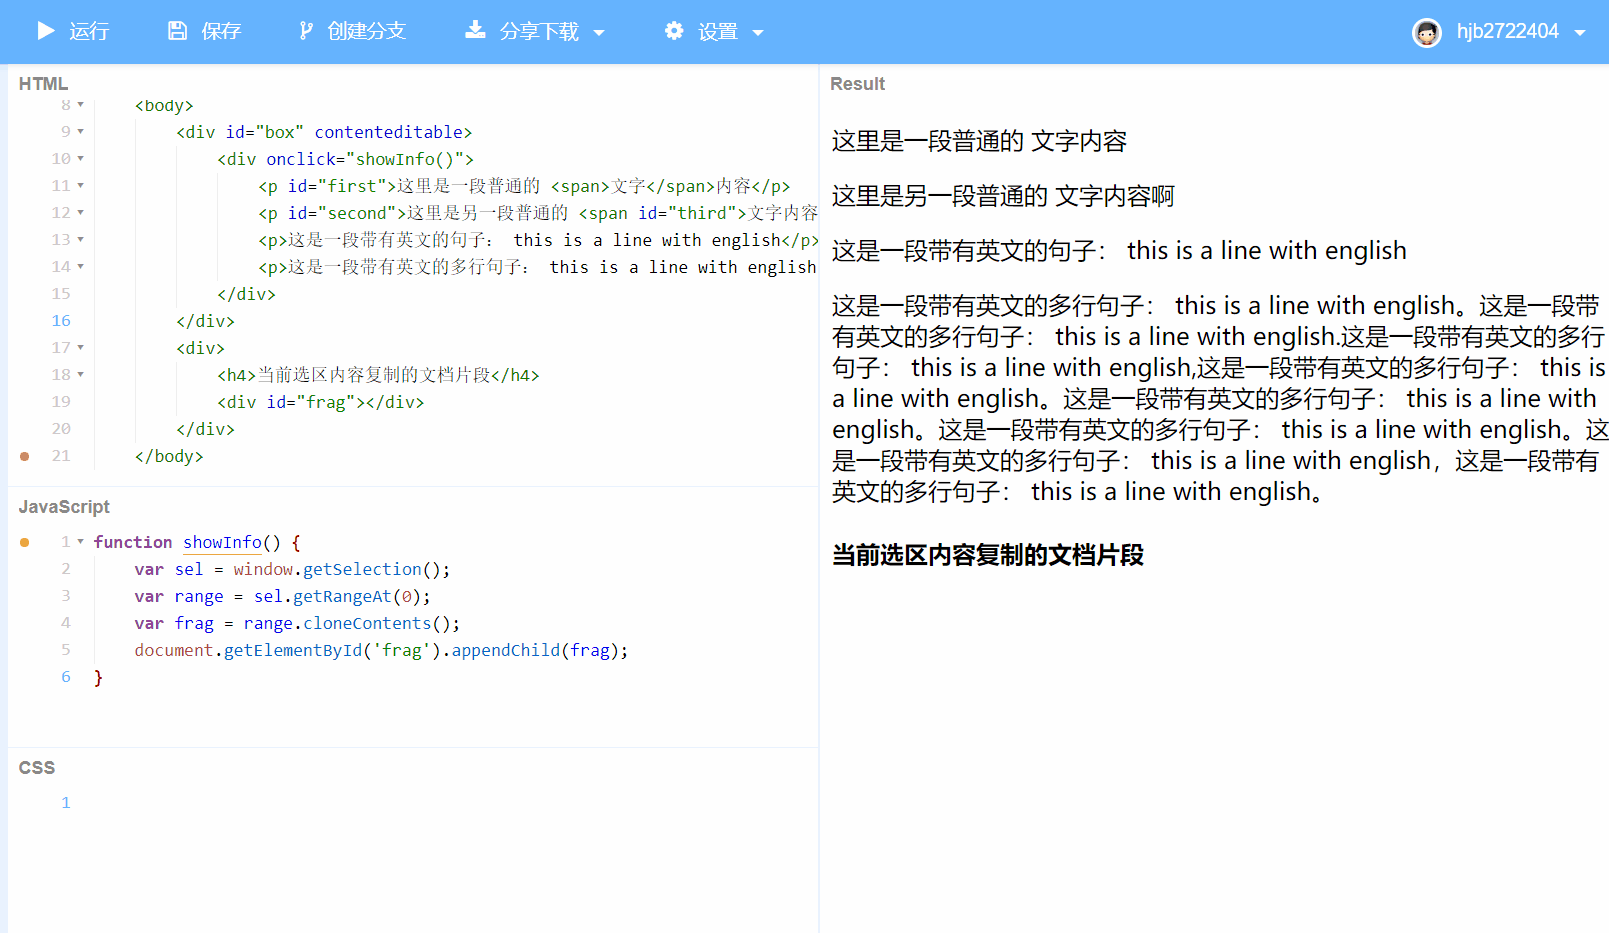 运行 保存 创建分支 分享下载 设置 hjb2722404
HTML
8 <body>
9 <div id="box" contenteditable>
10 <div onclick="showInfo()">
11 <p id="first">这里是一段普通的 <span>文字</span>内容</p>
12 <p id="second">这里是另一段普通的 <span id="third">文字内容
13 <p>这是一段带有英文的句子： this is a line with english</p>
14 <p>这是一段带有英文的多行句子： this is a line with english
15 </div>
16 </div>
17 <div>
18 <h4>当前选区内容复制的文档片段</h4>
19 <div id="frag"></div>
20 </div>
21 </body>
JavaScript
1 function showInfo() {
2 var sel = window.getSelection();
3 var range = sel.getRangeAt(0);
4 var frag = range.cloneContents();
5 document.getElementById('frag').appendChild(frag);
6 }
CSS
1
Result
这里是一段普通的 文字内容
这里是另一段普通的 文字内容啊
这是一段带有英文的句子： this is a line with english
这是一段带有英文的多行句子： this is a line with english。这是一段带
有英文的多行句子： this is a line with english.这是一段带有英文的多行
句子： this is a line with english,这是一段带有英文的多行句子： this is
a line with english。这是一段带有英文的多行句子： this is a line with
english。这是一段带有英文的多行句子： this is a line with english。这
是一段带有英文的多行句子： this is a line with english，这是一段带有
英文的多行句子： this is a line with english。
当前选区内容复制的文档片段